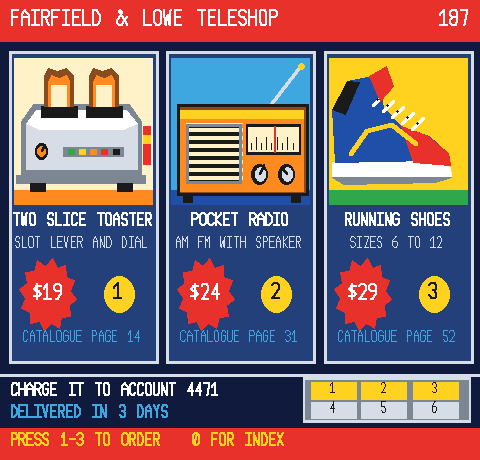 FAIRFIELD & LOWE TELESHOP 187
TWO SLICE TOASTER
SLOT LEVER AND DIAL
$19 1
CATALOGUE PAGE 14
POCKET RADIO
AM FM WITH SPEAKER
$24 2
CATALOGUE PAGE 31
RUNNING SHOES
SIZES 6 TO 12
$29 3
CATALOGUE PAGE 52
CHARGE IT TO ACCOUNT 4471
DELIVERED IN 3 DAYS
1 2 3
4 5 6
PRESS 1-3 TO ORDER 0 FOR INDEX